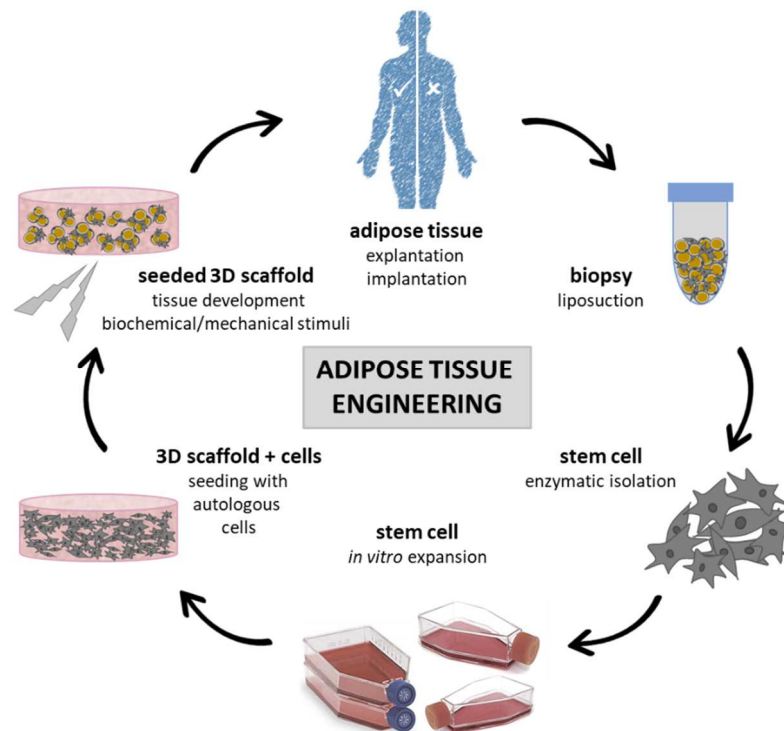 adipose tissue
explantation
implantation
biopsy
liposuction
stem cell
enzymatic isolation
stem cell
in vitro expansion
3D scaffold + cells
seeding with
autologous
cells
seeded 3D scaffold
tissue development
biochemical/mechanical stimuli
ADIPOSE TISSUE
ENGINEERING